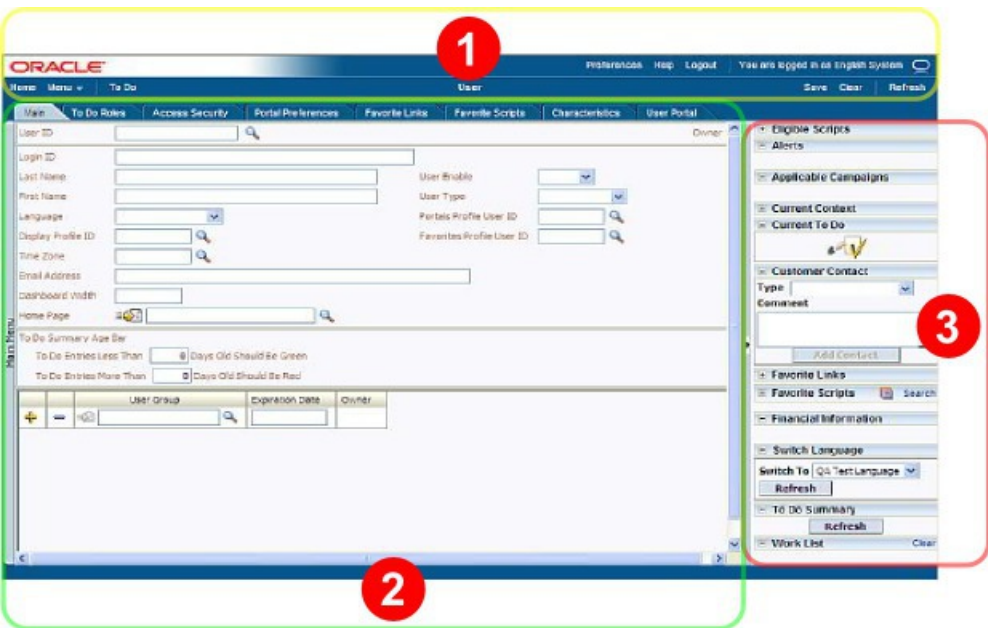 1
ORACLE
Preferences Help Logout You are logged in as English System
Home Menu To Do User Save Clear Refresh
Main To Do Roles Access Security Portal Preferences Favorite Links Favorite Scripts Characteristics User Portal
User ID Owner
Login ID
Last Name User Enable
First Name User Type
Language Portals Profile User ID
Display Profile ID Favorites Profile User ID
Time Zone
Email Address
Dashboard Width
Home Page
Main Menu
To Do Summary Age Bar
To Do Entries Less Than 0 Days Old Should Be Green
To Do Entries More Than 0 Days Old Should Be Red
User Group Expiration Date Owner
2
Eligible Scripts
Alerts
Applicable Campaigns
Current Context
Current To Do
Customer Contact
Type
Comment
3
Add Contact
Favorite Links
Favorite Scripts Search
Financial Information
Switch Language
Switch To QA Test Language
Refresh
To Do Summary
Refresh
Work List Clear